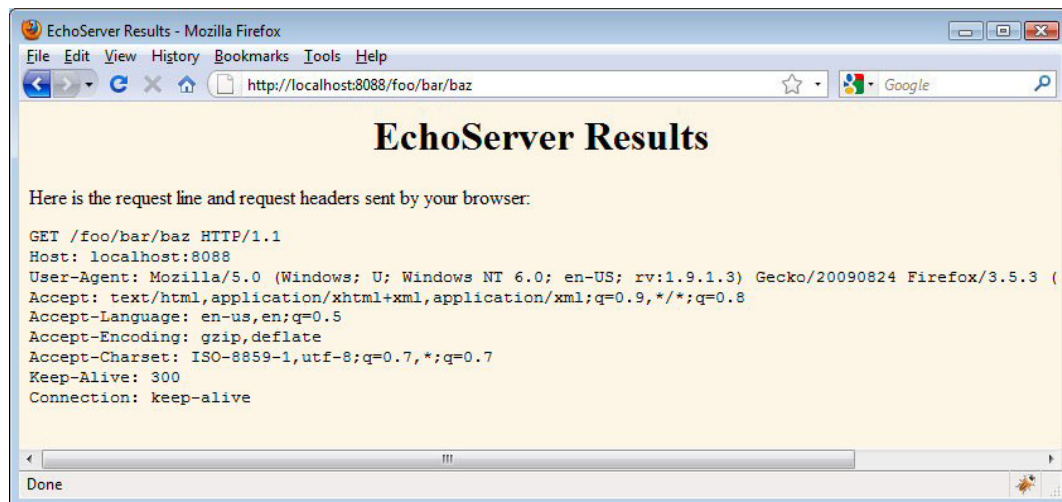 EchoServer Results - Mozilla Firefox
File Edit View History Bookmarks Tools Help
http://localhost:8088/foo/bar/baz Google
EchoServer Results
Here is the request line and request headers sent by your browser:
GET /foo/bar/baz HTTP/1.1
Host: localhost:8088
User-Agent: Mozilla/5.0 (Windows; U; Windows NT 6.0; en-US; rv:1.9.1.3) Gecko/20090824 Firefox/3.5.3 (
Accept: text/html,application/xhtml+xml,application/xml;q=0.9,*/*;q=0.8
Accept-Language: en-us,en;q=0.5
Accept-Encoding: gzip,deflate
Accept-Charset: ISO-8859-1,utf-8;q=0.7,*;q=0.7
Keep-Alive: 300
Connection: keep-alive
Done